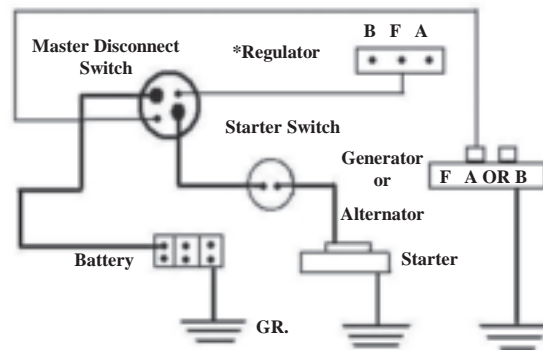 B F A
Master Disconnect
Switch
*Regulator
Starter Switch
Generator
or
Alternator
F A OR B
Battery
Starter
GR.